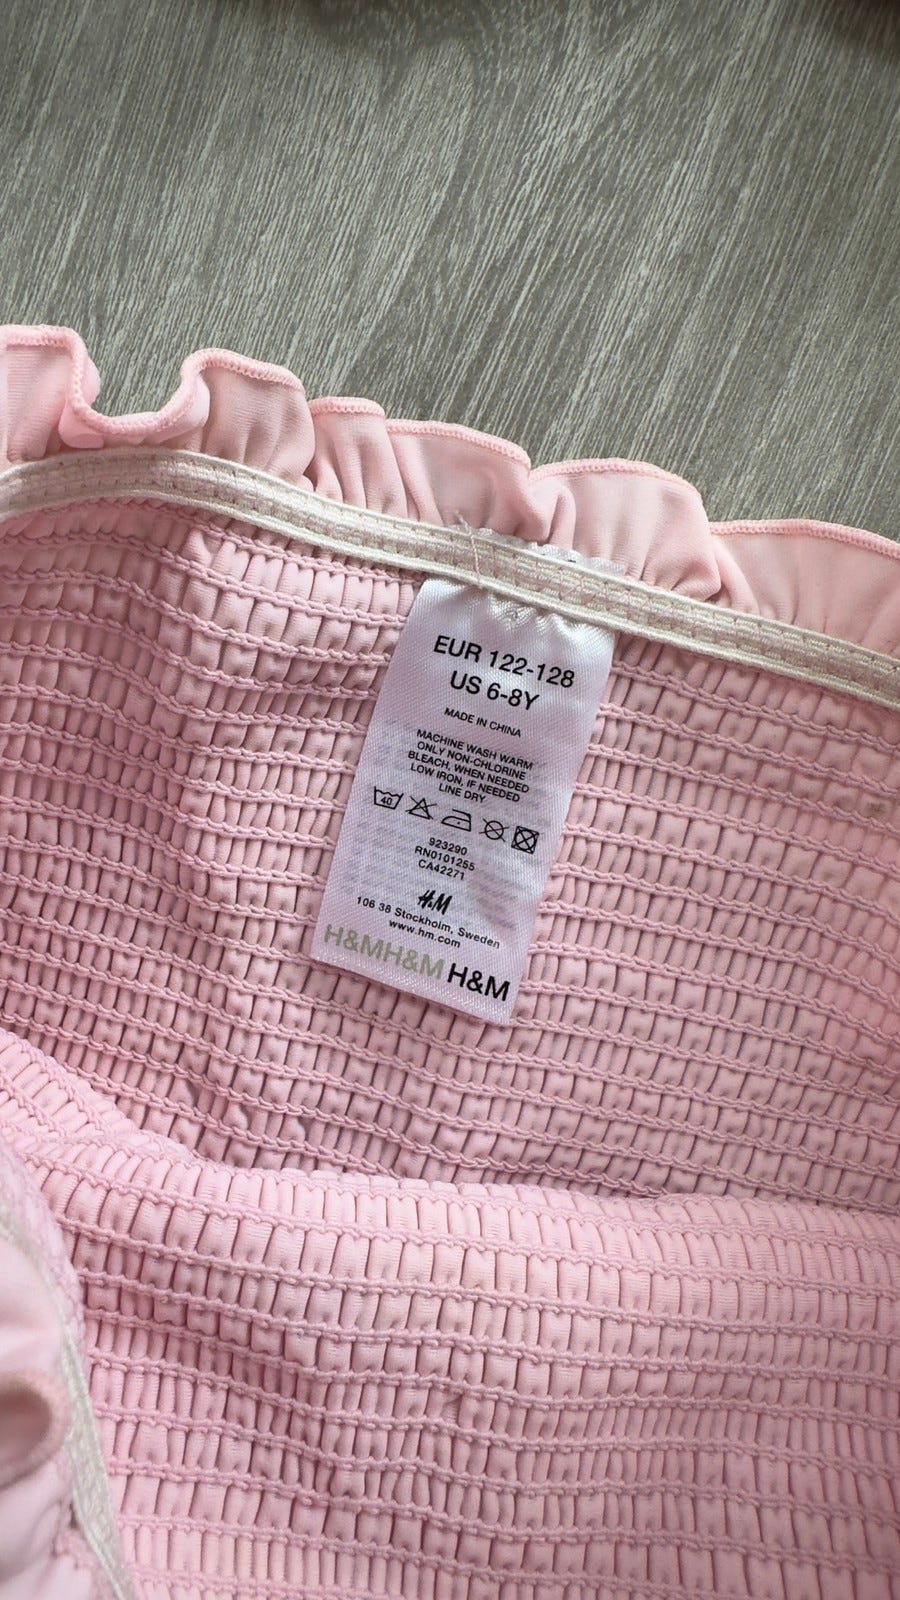 EUR 122-128
US 6-8Y
MADE IN CHINA
MACHINE WASH WARM
ONLY NON-CHLORINE
BLEACH, WHEN NEEDED
LOW IRON, IF NEEDED
LINE DRY
40
923290
RN0101255
CA42271
H&M
106 38 Stockholm, Sweden
www.hm.com
H&MH&M H&M